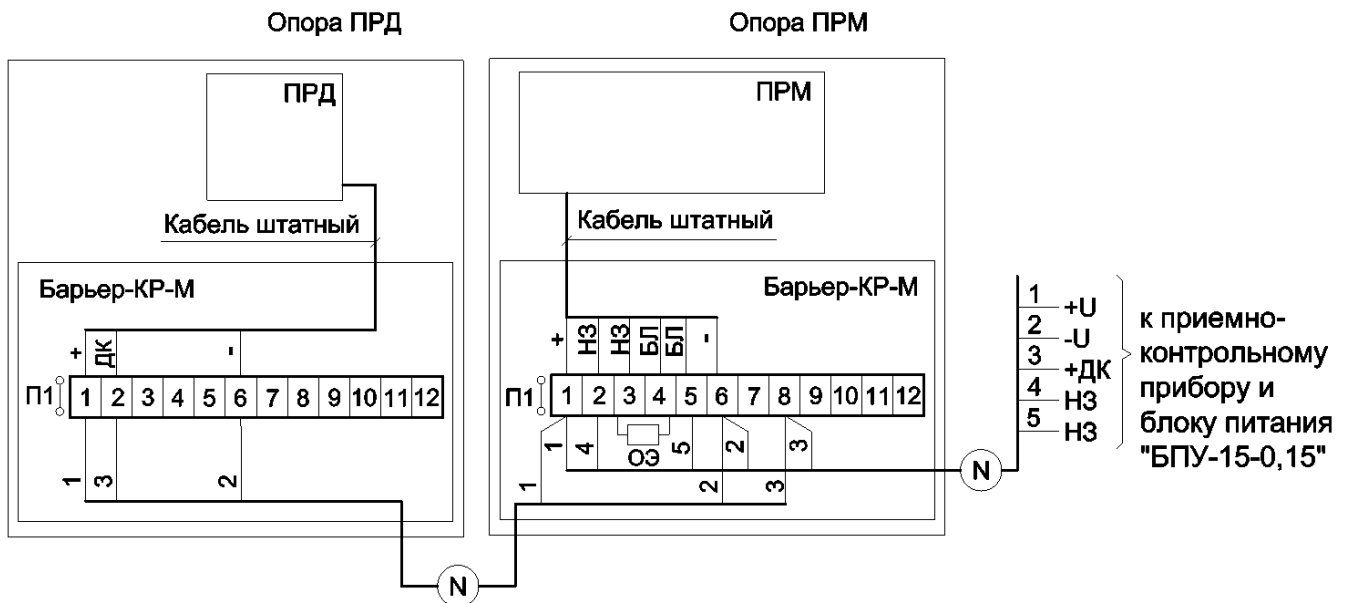 Опора ПРД
Опора ПРМ
ПРД
ПРМ
Кабель штатный
Кабель штатный
Барьер-КР-М
Барьер-КР-М
+ ДК -
+ НЗ НЗ БЛ БЛ -
П1 1 2 3 4 5 6 7 8 9 10 11 12
П1 1 2 3 4 5 6 7 8 9 10 11 12
1 3 2
1 4 ОЭ 5 2 3
1 2 3
N
N
1 +U
2 -U
3 +ДК
4 НЗ
5 НЗ
к приемно-
контрольному
прибору и
блоку питания
"БПУ-15-0,15"